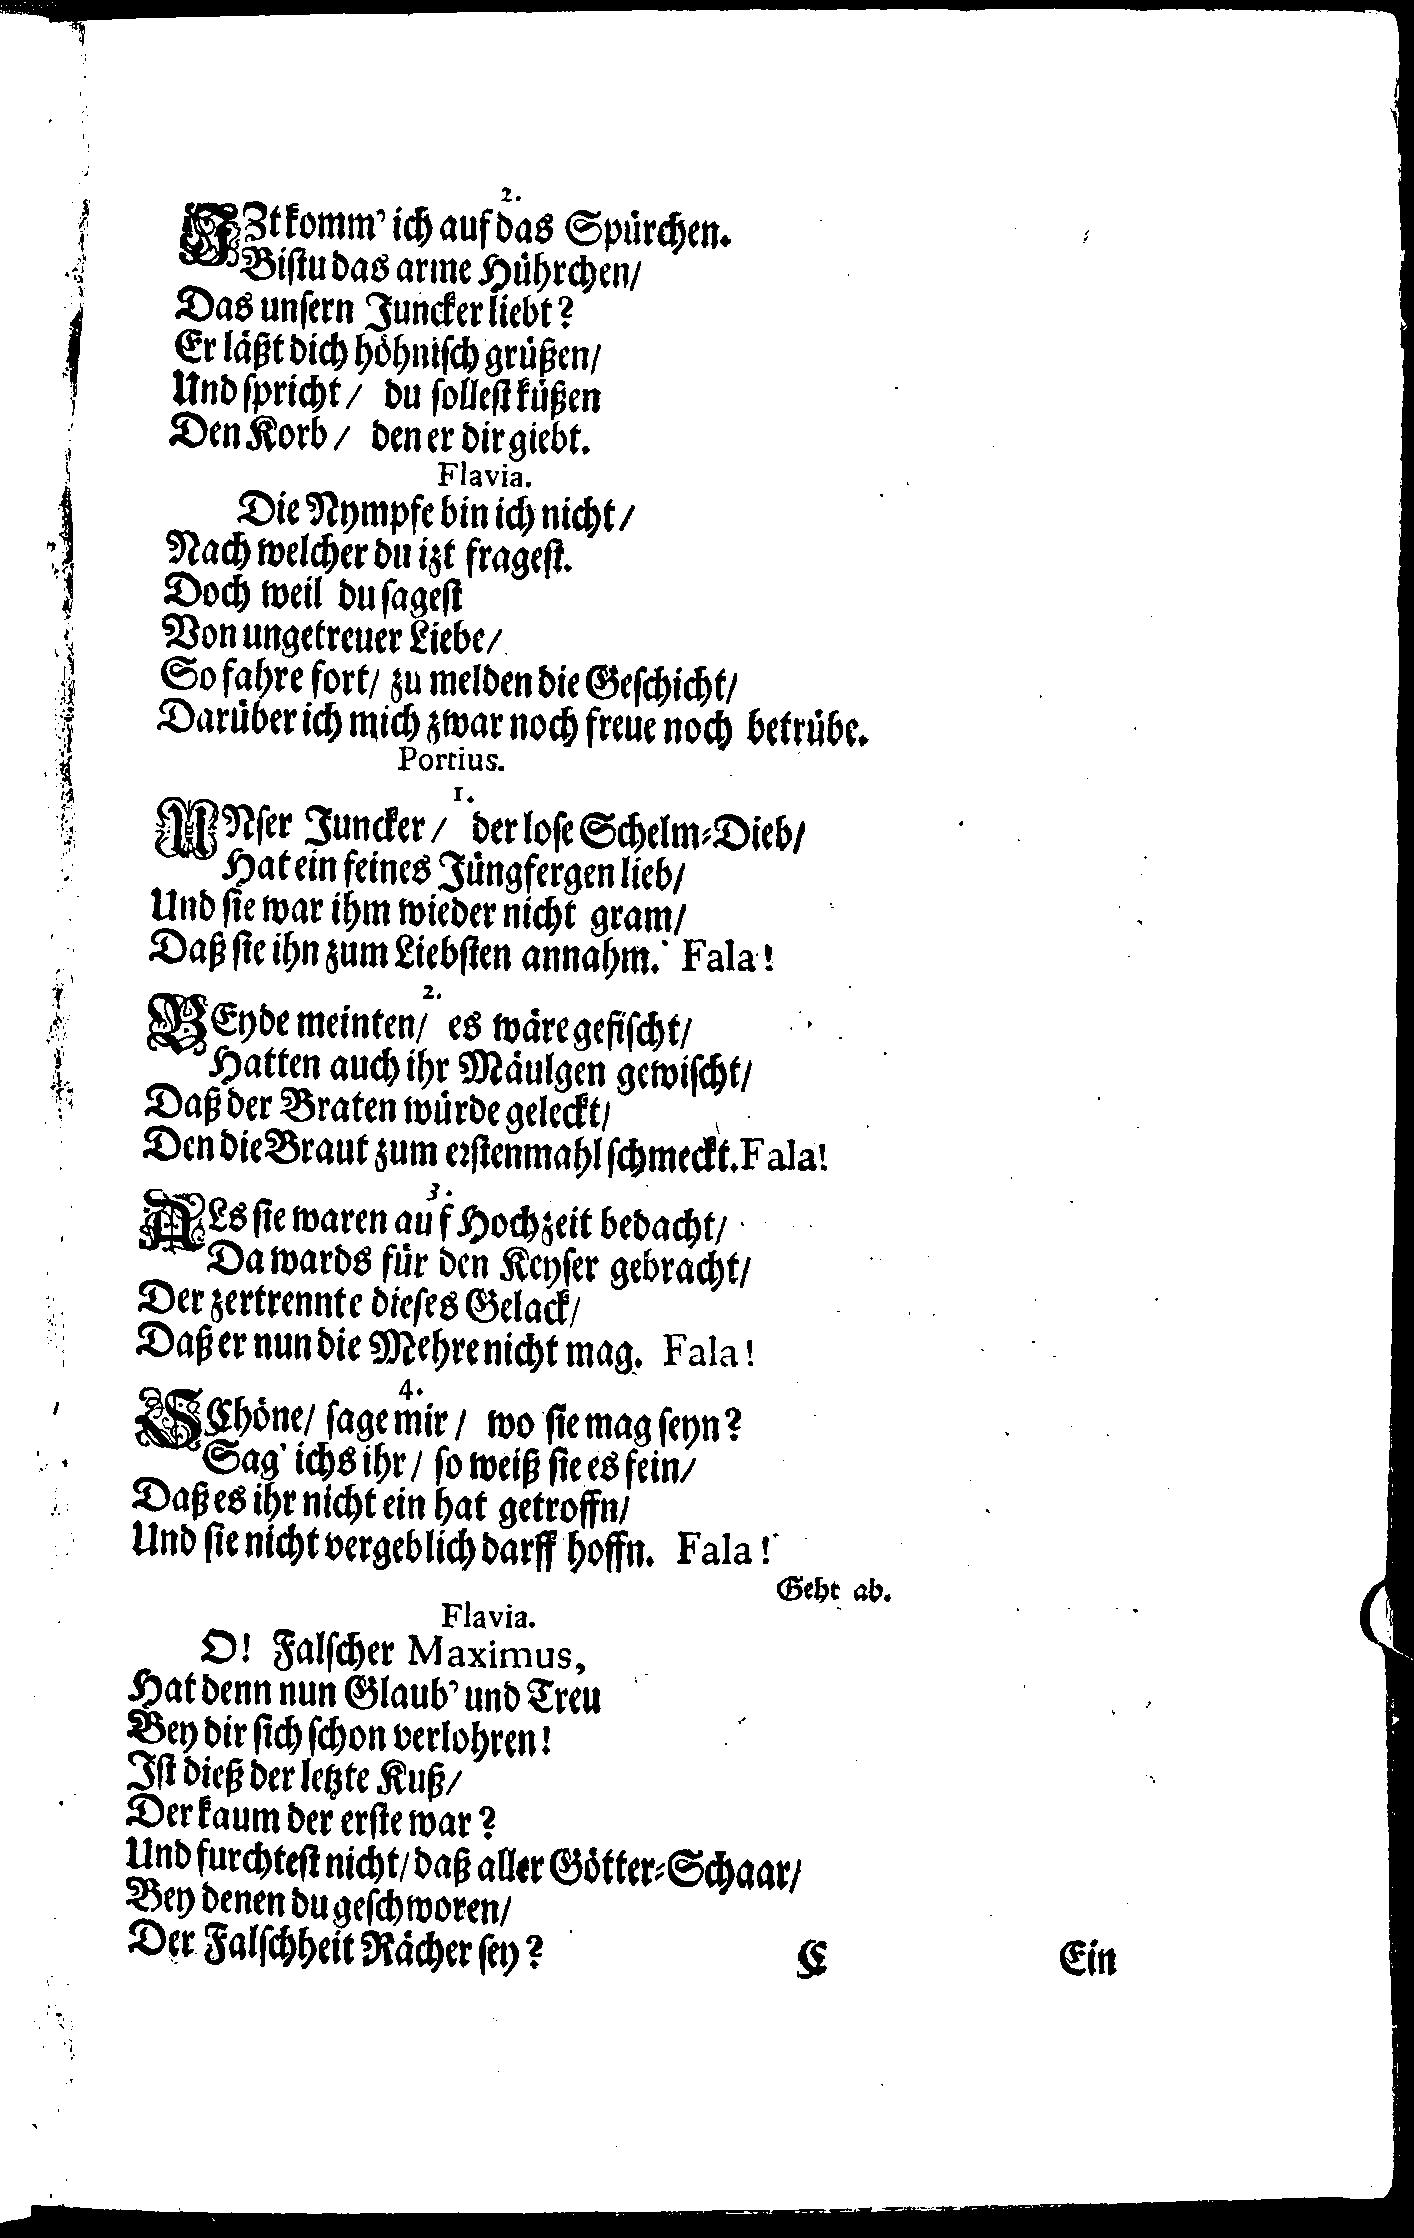 2.
IZt komm' ich auf das Spürchen.
Bistu das arme Hührchen/
Das unsern Juncker liebt?
Er läßt dich höhnisch grüßen/
Und spricht/ du sollest küßen
Den Korb/ den er dir giebt.
Flavia.
Die Nympfe bin ich nicht/
Nach welcher du izt fragest.
Doch weil du sagest
Von ungetreuer Liebe/
So fahre fort/ zu melden die Geschicht/
Darüber ich mich zwar noch freue noch betrübe.
Portius.
1.
UNser Juncker/ der lose Schelm-Dieb/
Hat ein feines Jüngfergen lieb/
Und sie war ihm wieder nicht gram/
Daß sie ihn zum Liebsten annahm. Fala!
2.
BEyde meinten/ es wäre gefischt/
Hatten auch ihr Mäulgen gewischt/
Daß der Braten würde geleckt/
Den die Braut zum erstenmahl schmeckt. Fala!
3.
ALs sie waren auf Hochzeit bedacht/
Da wards für den Keyser gebracht/
Der zertrennte dieses Gelack/
Daß er nun die Mehre nicht mag. Fala!
4.
SChöne/ sage mir/ wo sie mag seyn?
Sag' ichs ihr/ so weiß sie es fein/
Daß es ihr nicht ein hat getroffn/
Und sie nicht vergeblich darff hoffn. Fala!
Geht ab.
Flavia.
O! Falscher Maximus,
Hat denn nun Glaub' und Treu
Bey dir sich schon verlohren!
Ist dieß der letzte Kuß/
Der kaum der erste war?
Und furchtest nicht/ daß aller Götter-Schaar/
Bey denen du geschworen/
Der Falschheit Rächer sey?
C Ein